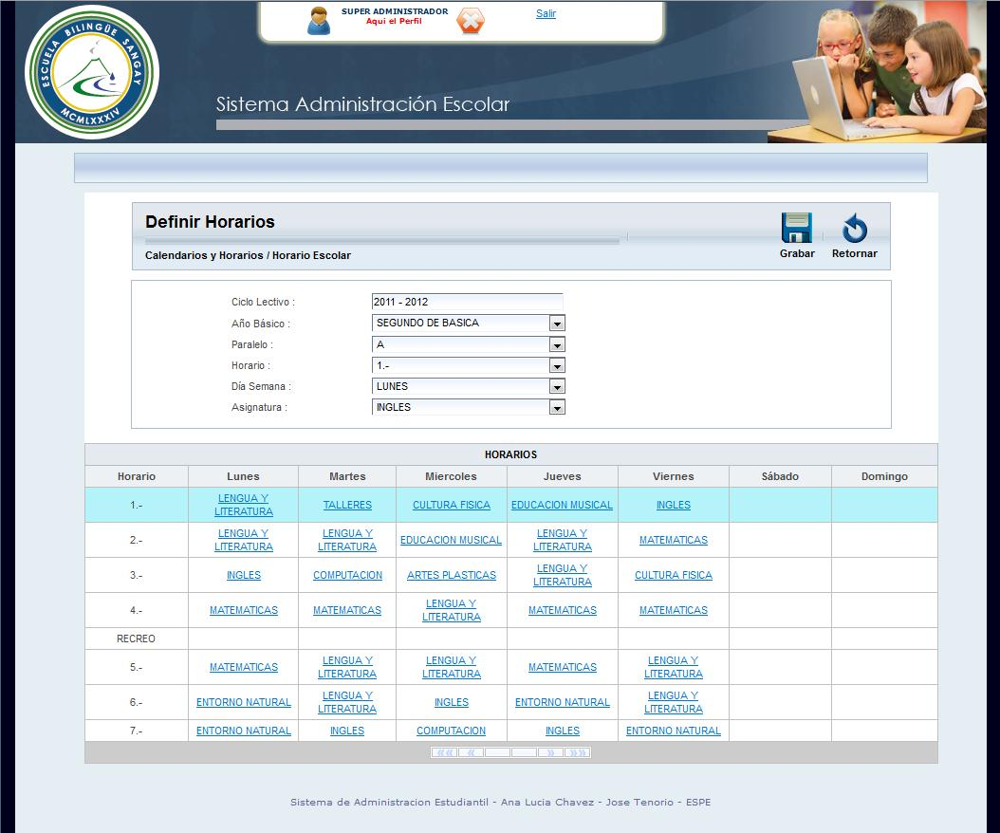 ESCUELA BILINGÜE SANGAY
MCMLXXXIV
SUPER ADMINISTRADOR
Aqui el Perfil
Salir
Sistema Administración Escolar
Definir Horarios
Calendarios y Horarios / Horario Escolar
Grabar Retornar
Ciclo Lectivo : 2011 - 2012
Año Básico : SEGUNDO DE BASICA
Paralelo : A
Horario : 1.-
Día Semana : LUNES
Asignatura : INGLES
HORARIOS
Horario Lunes Martes Miercoles Jueves Viernes Sábado Domingo
1.- LENGUA Y LITERATURA TALLERES CULTURA FISICA EDUCACION MUSICAL INGLES
2.- LENGUA Y LITERATURA LENGUA Y LITERATURA EDUCACION MUSICAL LENGUA Y LITERATURA MATEMATICAS
3.- INGLES COMPUTACION ARTES PLASTICAS LENGUA Y LITERATURA CULTURA FISICA
4.- MATEMATICAS MATEMATICAS LENGUA Y LITERATURA MATEMATICAS MATEMATICAS
RECREO
5.- MATEMATICAS LENGUA Y LITERATURA LENGUA Y LITERATURA MATEMATICAS LENGUA Y LITERATURA
6.- ENTORNO NATURAL LENGUA Y LITERATURA INGLES ENTORNO NATURAL LENGUA Y LITERATURA
7.- ENTORNO NATURAL INGLES COMPUTACION INGLES ENTORNO NATURAL
«« « » »»
Sistema de Administracion Estudiantil - Ana Lucia Chavez - Jose Tenorio - ESPE